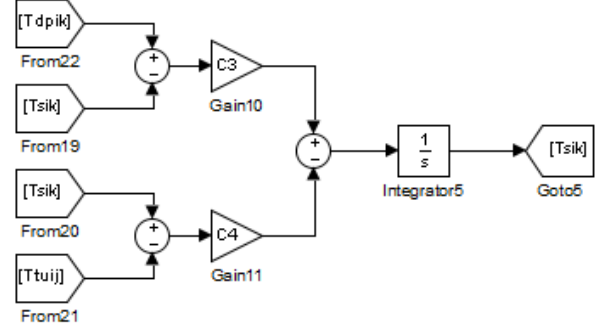 [Tdpik]
From22
+
−
C3
Gain10
[Tsik]
From19
+
−
1
s
Integrator5
[Tsik]
Goto5
[Tsik]
From20
+
−
C4
Gain11
[Ttuij]
From21